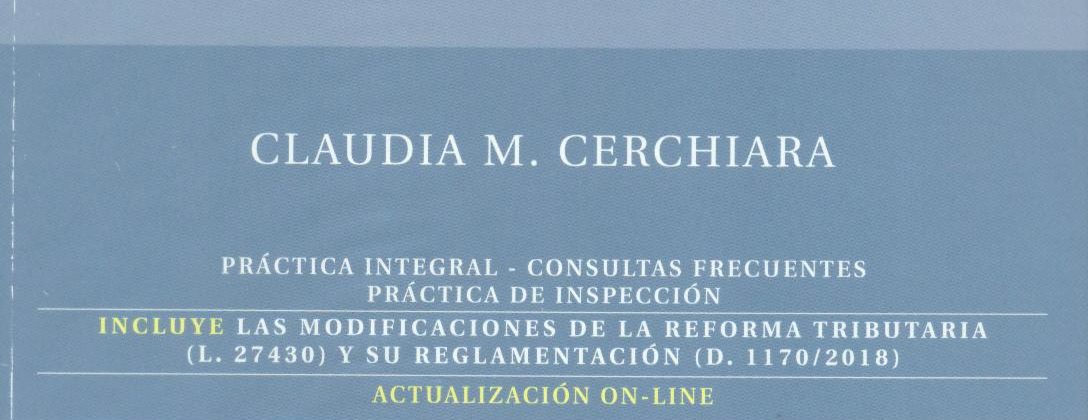 CLAUDIA M. CERCHIARA
PRÁCTICA INTEGRAL - CONSULTAS FRECUENTES
PRÁCTICA DE INSPECCIÓN
INCLUYE LAS MODIFICACIONES DE LA REFORMA TRIBUTARIA
(L. 27430) Y SU REGLAMENTACIÓN (D. 1170/2018)
ACTUALIZACIÓN ON-LINE